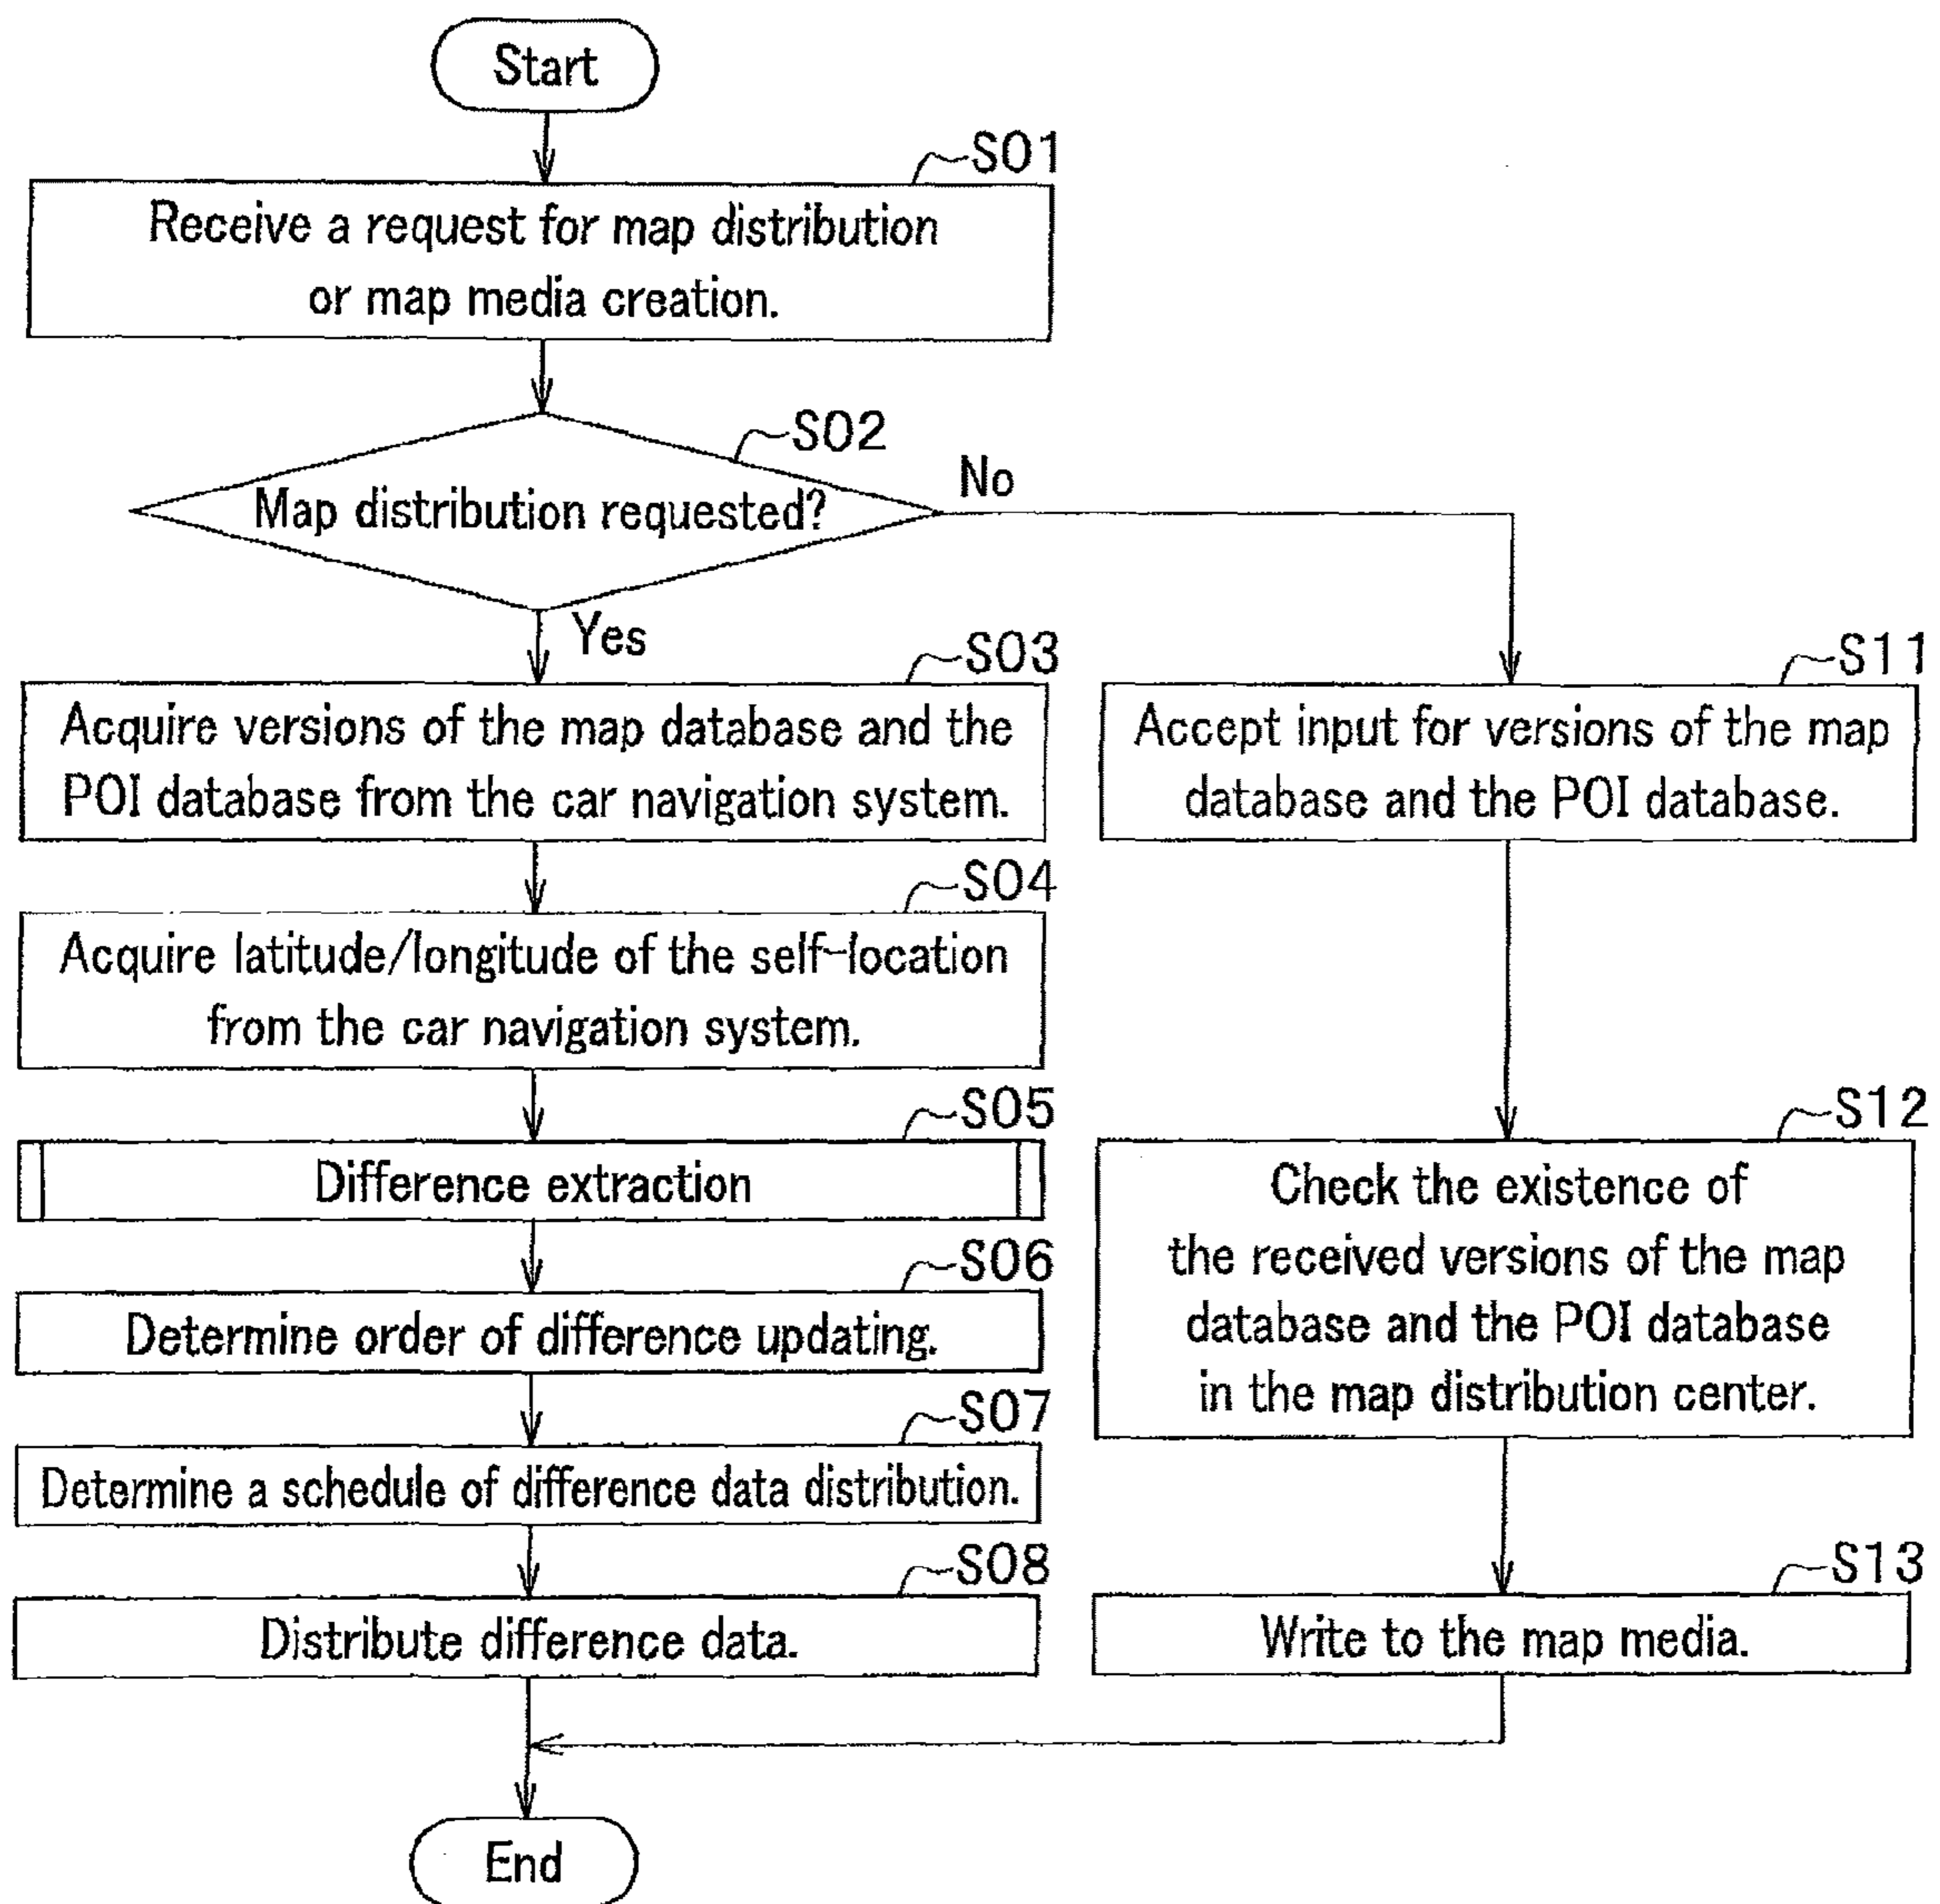 Start
S01
Receive a request for map distribution
or map media creation.
S02
Map distribution requested?
No
Yes
S03
Acquire versions of the map database and the
POI database from the car navigation system.
S04
Acquire latitude/longitude of the self-location
from the car navigation system.
S05
Difference extraction
S06
Determine order of difference updating.
S07
Determine a schedule of difference data distribution.
S08
Distribute difference data.
S11
Accept input for versions of the map
database and the POI database.
S12
Check the existence of
the received versions of the map
database and the POI database
in the map distribution center.
S13
Write to the map media.
End